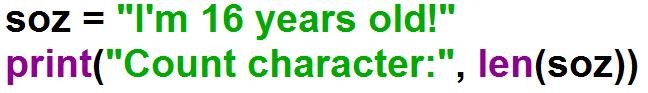 soz = "I'm 16 years old!"
print("Count character:", len(soz))